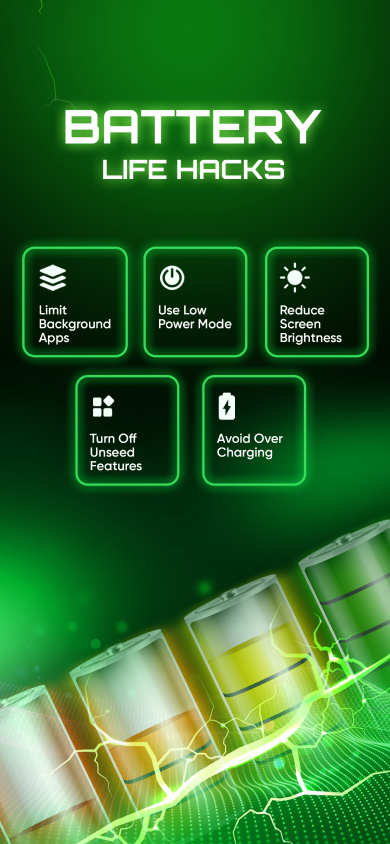 BATTERY
LIFE HACKS
Limit
Background
Apps
Use Low
Power Mode
Reduce
Screen
Brightness
Turn Off
Unseed
Features
Avoid Over
Charging